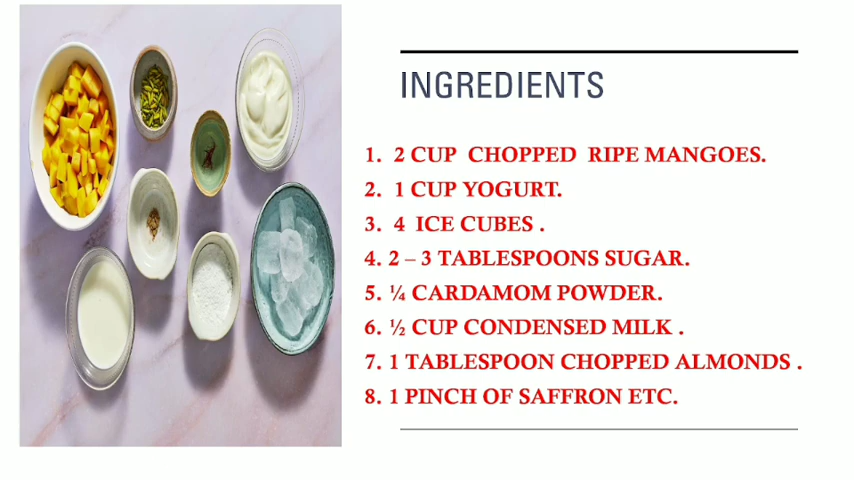 INGREDIENTS
1. 2 CUP CHOPPED RIPE MANGOES.
2. 1 CUP YOGURT.
3. 4 ICE CUBES .
4. 2 – 3 TABLESPOONS SUGAR.
5. ¼ CARDAMOM POWDER.
6. ½ CUP CONDENSED MILK .
7. 1 TABLESPOON CHOPPED ALMONDS .
8. 1 PINCH OF SAFFRON ETC.